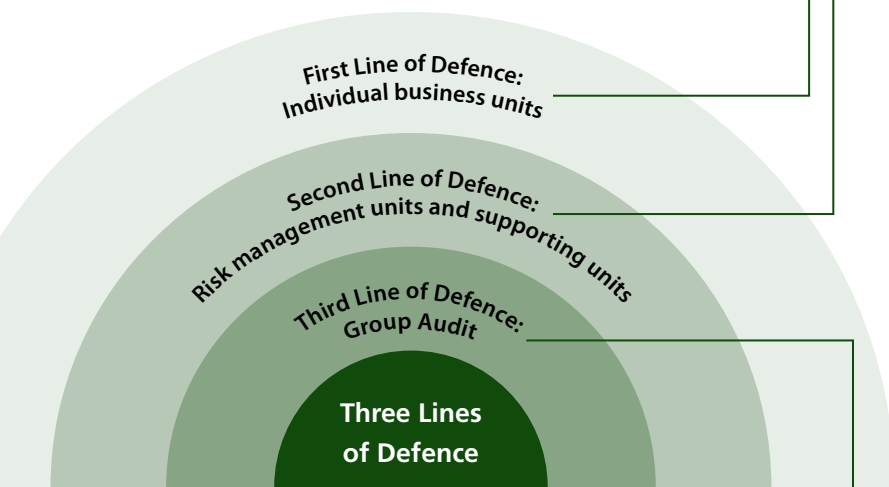 First Line of Defence:
Individual business units
Second Line of Defence:
Risk management units and supporting units
Third Line of Defence:
Group Audit
Three Lines
of Defence